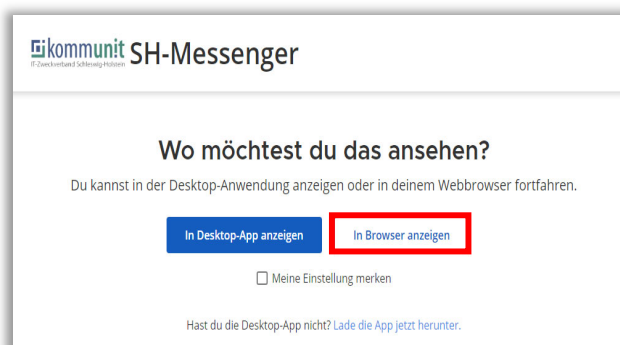 kommunit SH-Messenger
IT-Zweckverband Schleswig-Holstein
Wo möchtest du das ansehen?
Du kannst in der Desktop-Anwendung anzeigen oder in deinem Webbrowser fortfahren.
In Desktop-App anzeigen In Browser anzeigen
Meine Einstellung merken
Hast du die Desktop-App nicht? Lade die App jetzt herunter.